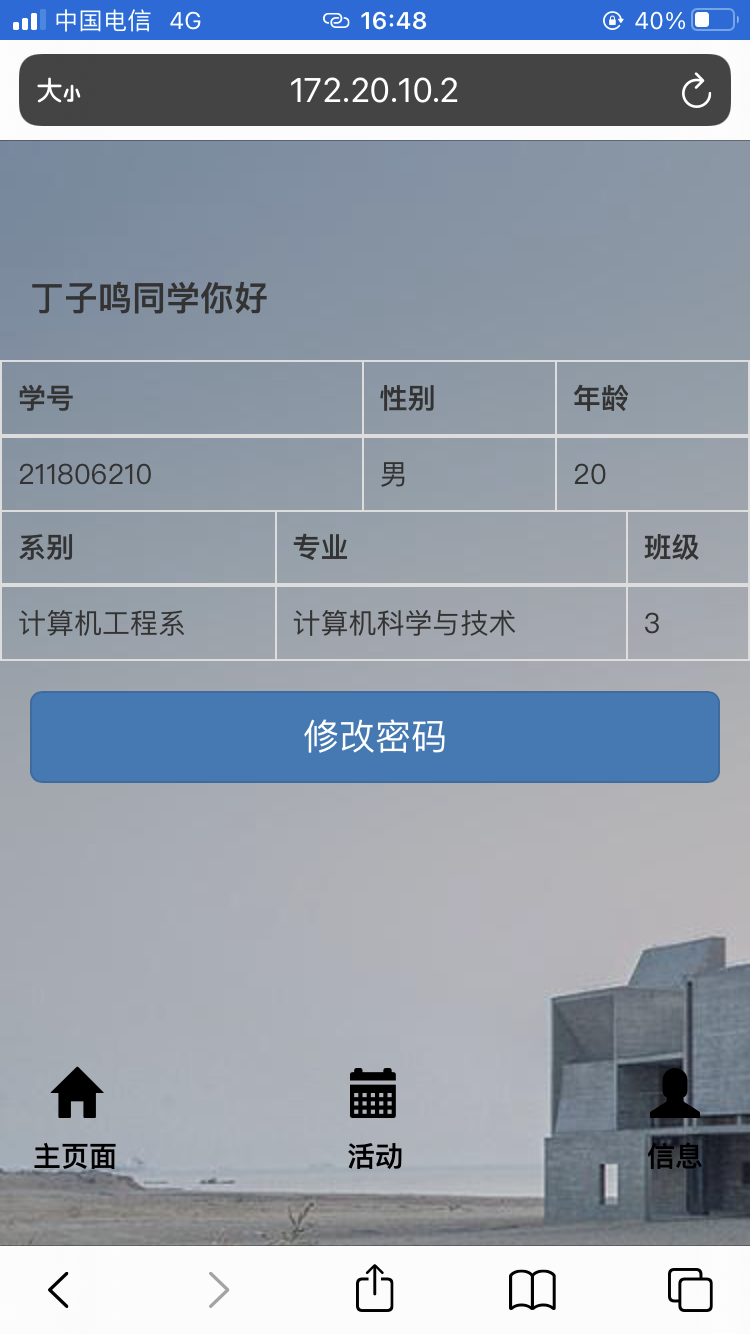 中国电信 4G 16:48 40%
大小 172.20.10.2
丁子鸣同学你好
学号 性别 年龄
211806210 男 20
系别 专业 班级
计算机工程系 计算机科学与技术 3
修改密码
主页面 活动 信息